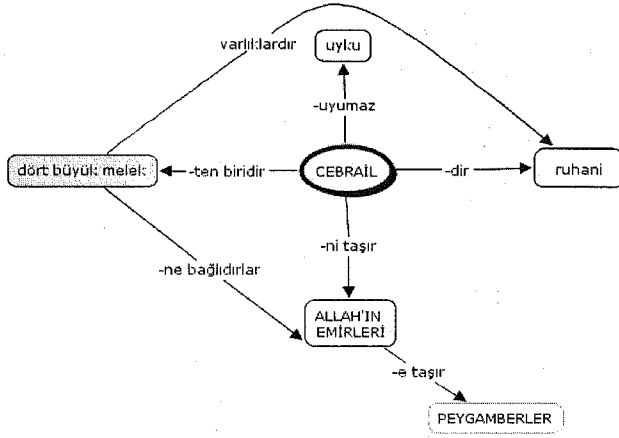 varlıklardır
uyku
-uyumaz
dört büyük melek
-ten biridir
CEBRAİL
-dir
ruhani
-ni taşır
-ne bağlıdırlar
ALLAH'IN
EMİRLERİ
-e taşır
PEYGAMBERLER